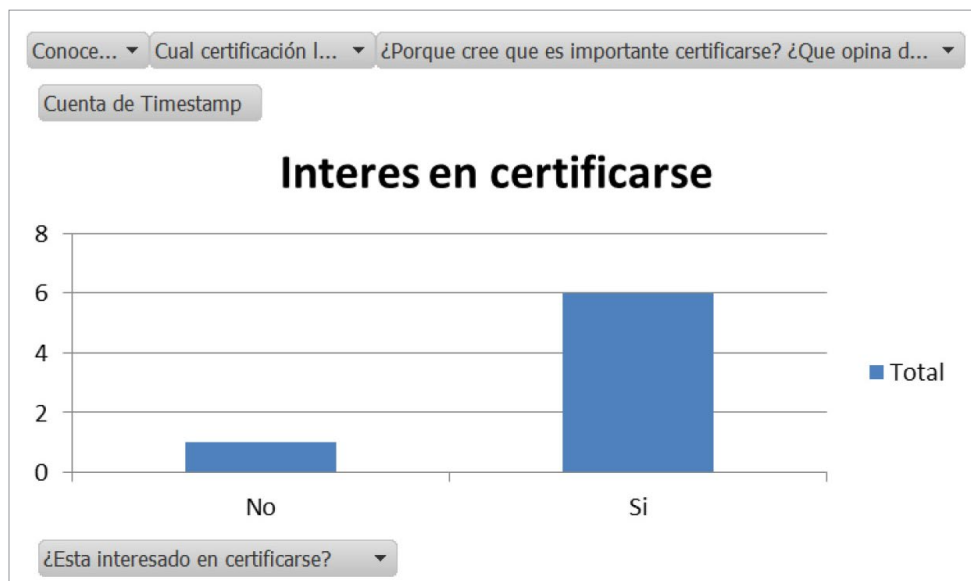 Conoce... Cual certificación l... ¿Porque cree que es importante certificarse? ¿Que opina d...
Cuenta de Timestamp
Interes en certificarse
8
6
4
2
0
Total
No Si
¿Esta interesado en certificarse?